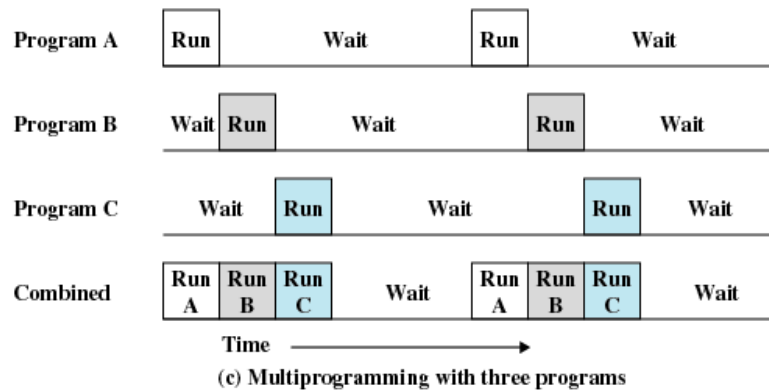 Program A Run Wait Run Wait
Program B Wait Run Wait Run Wait
Program C Wait Run Wait Run Wait
Combined Run A Run B Run C Wait Run A Run B Run C Wait
Time
(c) Multiprogramming with three programs